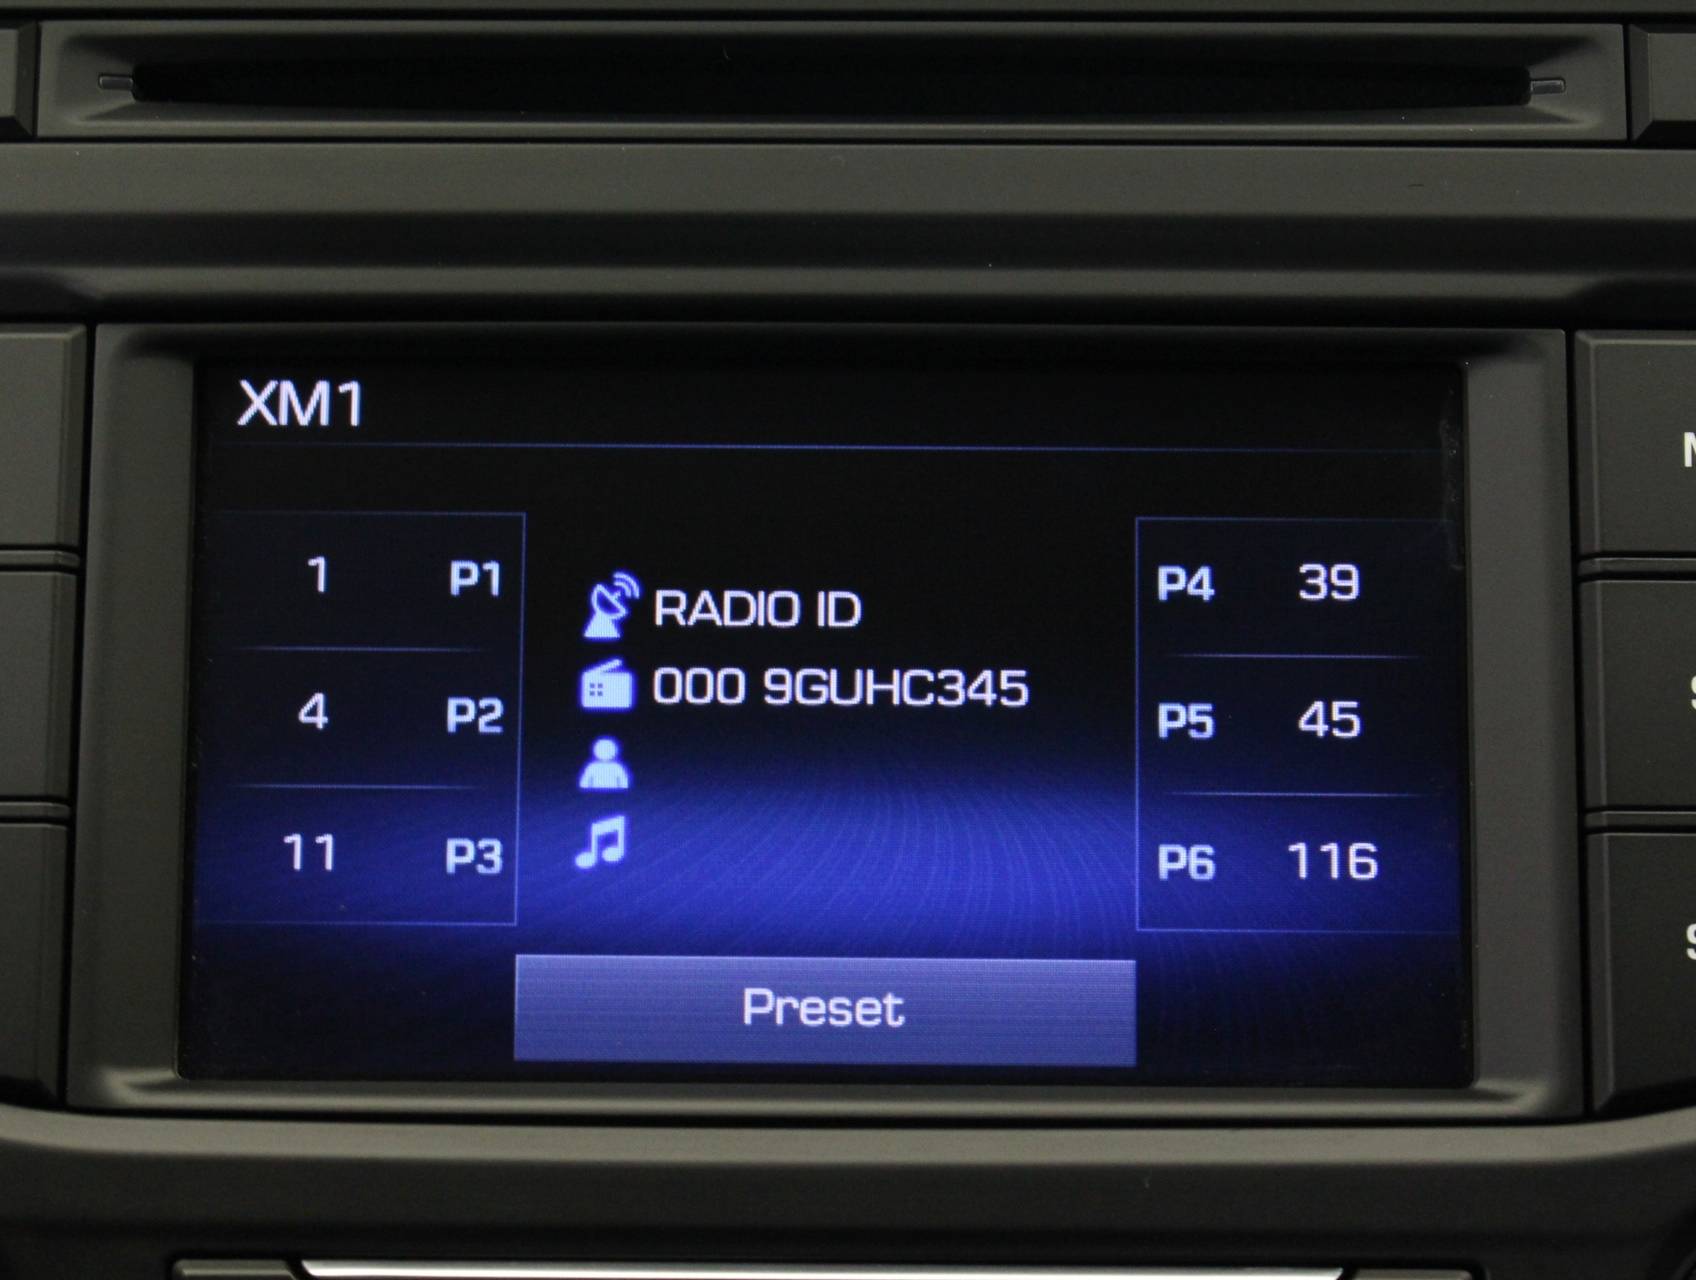 XM1
1 P1
4 P2
11 P3
RADIO ID
000 9GUHC345
P4 39
P5 45
P6 116
Preset